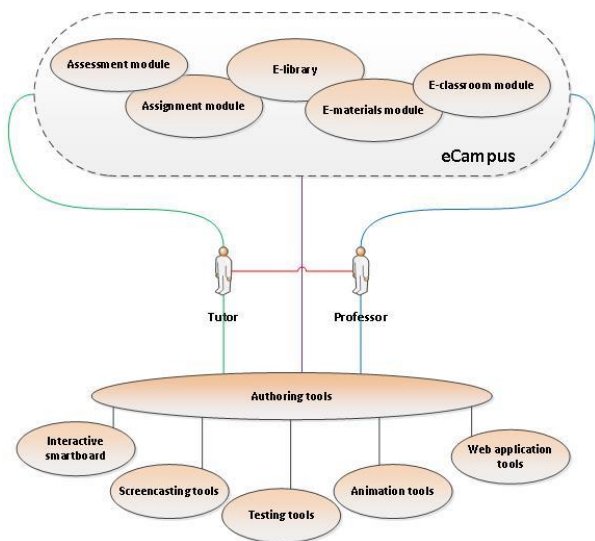 Assessment module
E-library
E-classroom module
Assignment module
E-materials module
eCampus
Tutor
Professor
Authoring tools
Interactive
smartboard
Web application
tools
Screencasting tools
Animation tools
Testing tools